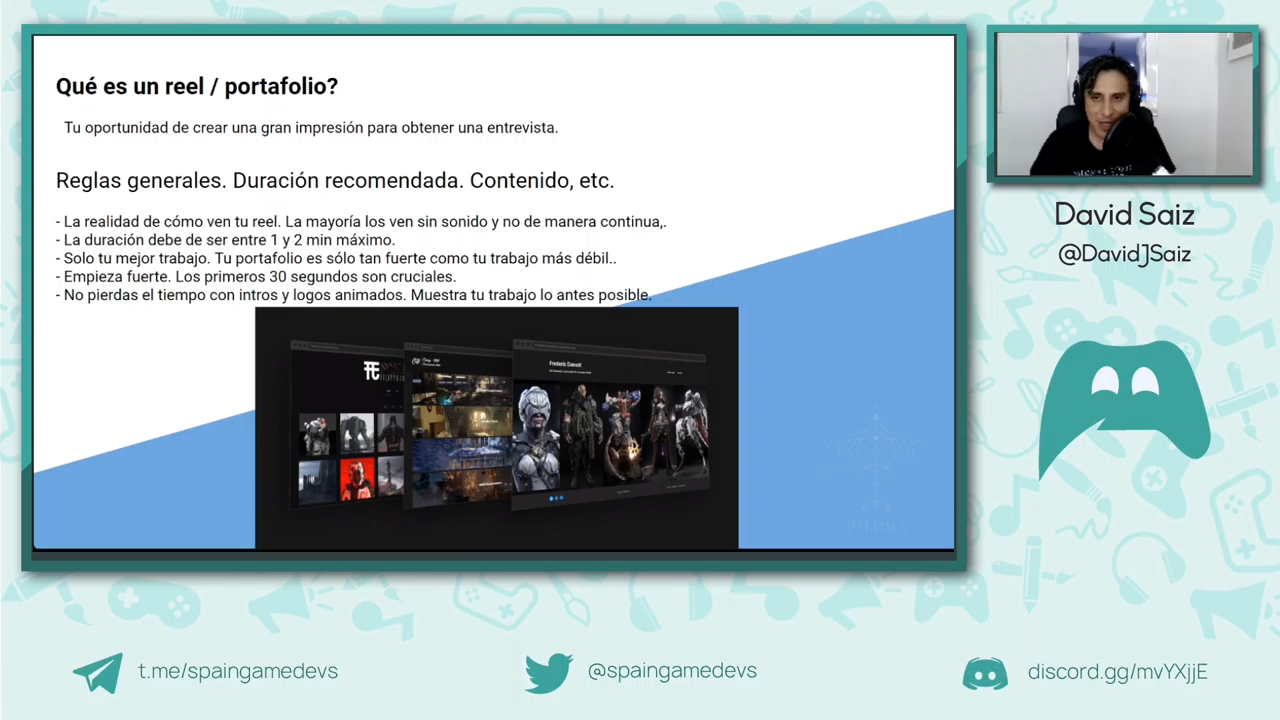 Qué es un reel / portafolio?
Tu oportunidad de crear una gran impresión para obtener una entrevista.
Reglas generales. Duración recomendada. Contenido, etc.
- La realidad de cómo ven tu reel. La mayoría los ven sin sonido y no de manera continua,.
- La duración debe de ser entre 1 y 2 min máximo.
- Solo tu mejor trabajo. Tu portafolio es sólo tan fuerte como tu trabajo más débil..
- Empieza fuerte. Los primeros 30 segundos son cruciales.
- No pierdas el tiempo con intros y logos animados. Muestra tu trabajo lo antes posible.
David Saiz
@DavidJSaiz
t.me/spaingamedevs
@spaingamedevs
discord.gg/mvYXjjE